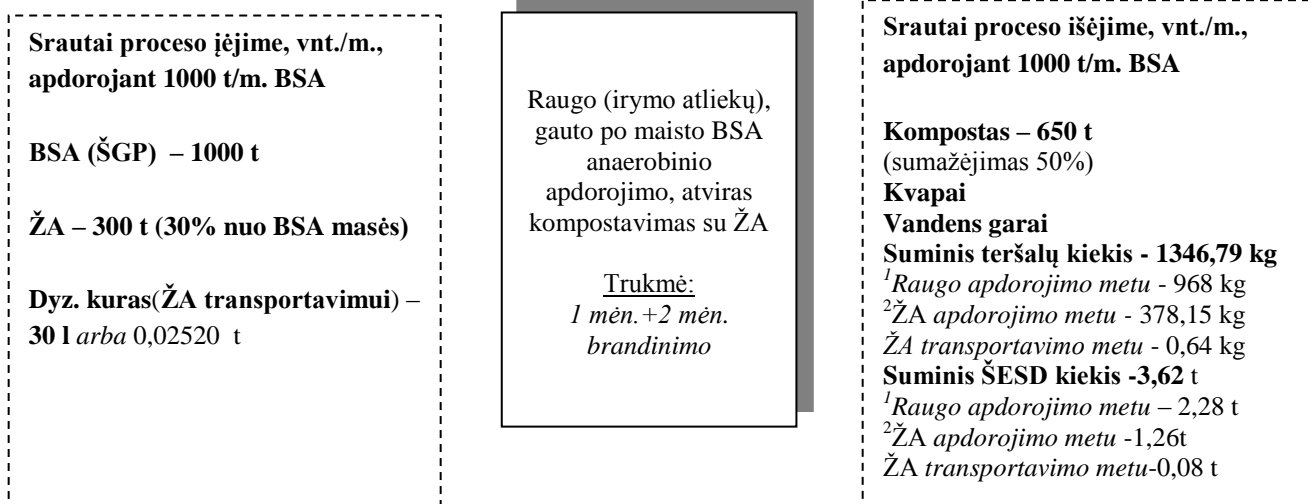 Srautai proceso įėjime, vnt./m.,
apdorojant 1000 t/m. BSA
BSA (ŠGP) – 1000 t
ŽA – 300 t (30% nuo BSA masės)
Dyz. kuras(ŽA transportavimui) –
30 l arba 0,02520 t
Raugo (irymo atliekų),
gauto po maisto BSA
anaerobinio
apdorojimo, atviras
kompostavimas su ŽA
Trukmė:
1 mėn.+2 mėn.
brandinimo
Srautai proceso išėjime, vnt./m.,
apdorojant 1000 t/m. BSA
Kompostas – 650 t
(sumažėjimas 50%)
Kvapai
Vandens garai
Suminis teršalų kiekis - 1346,79 kg
1Raugo apdorojimo metu - 968 kg
2ŽA apdorojimo metu - 378,15 kg
ŽA transportavimo metu - 0,64 kg
Suminis ŠESD kiekis -3,62 t
1Raugo apdorojimo metu – 2,28 t
2ŽA apdorojimo metu -1,26t
ŽA transportavimo metu-0,08 t